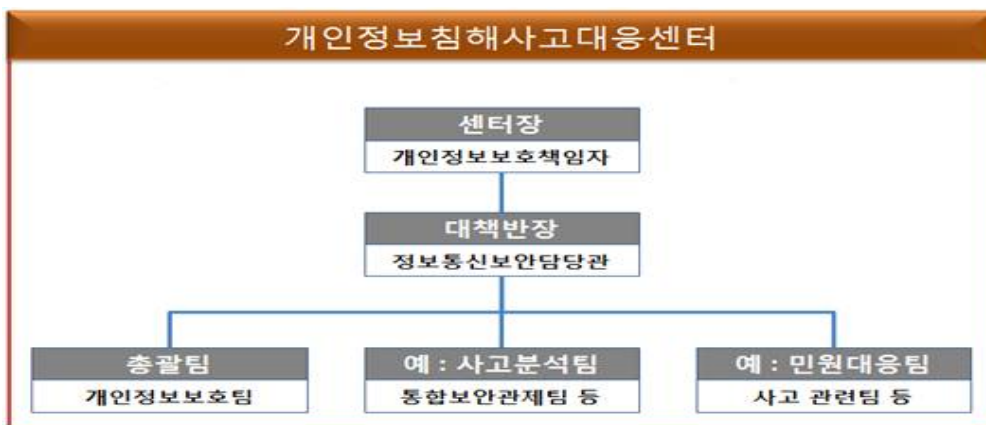 개인정보침해사고대응센터
센터장
개인정보보호책임자
대책반장
정보통신보안담당관
총괄팀
개인정보보호팀
예 : 사고분석팀
통합보안관제팀 등
예 : 민원대응팀
사고 관련팀 등